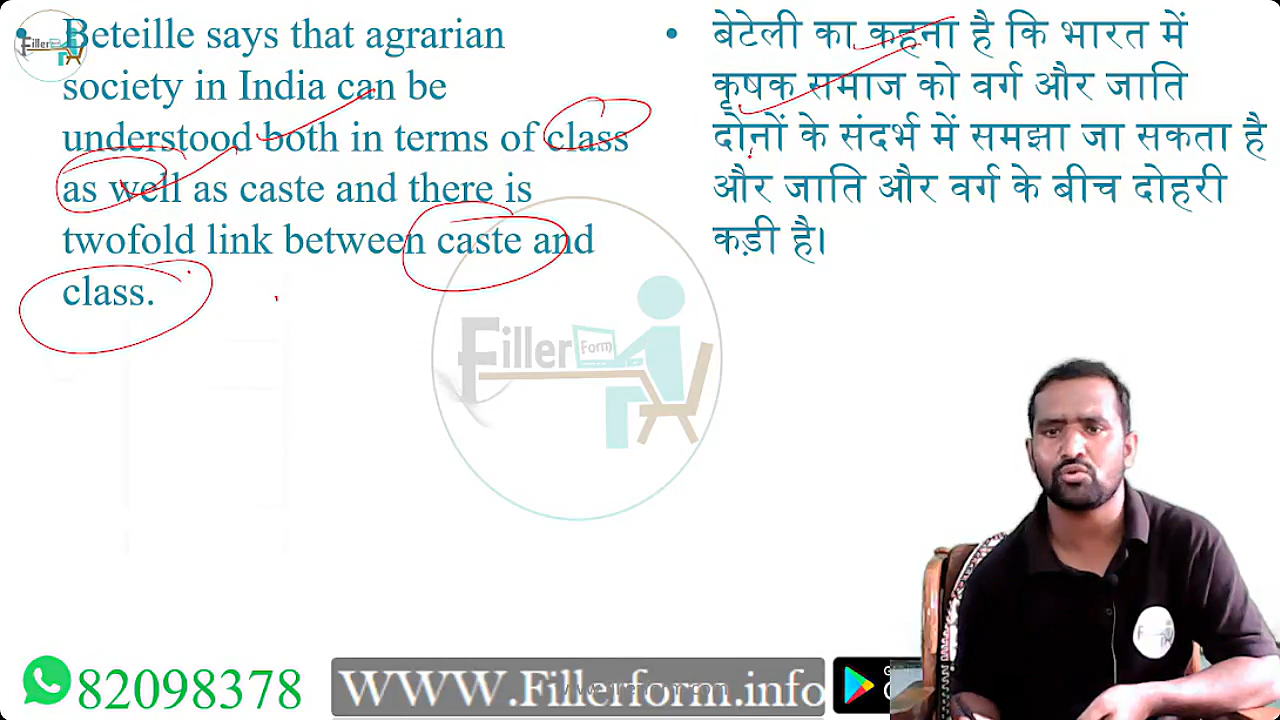 • Beteille says that agrarian
society in India can be
understood both in terms of class
as well as caste and there is
twofold link between caste and
class.
• बेटेली का कहना है कि भारत में
कृषक समाज को वर्ग और जाति
दोनों के संदर्भ में समझा जा सकता है
और जाति और वर्ग के बीच दोहरी
कड़ी है।
Filler
Filler Form
82098378
WWW.Fillerform.info